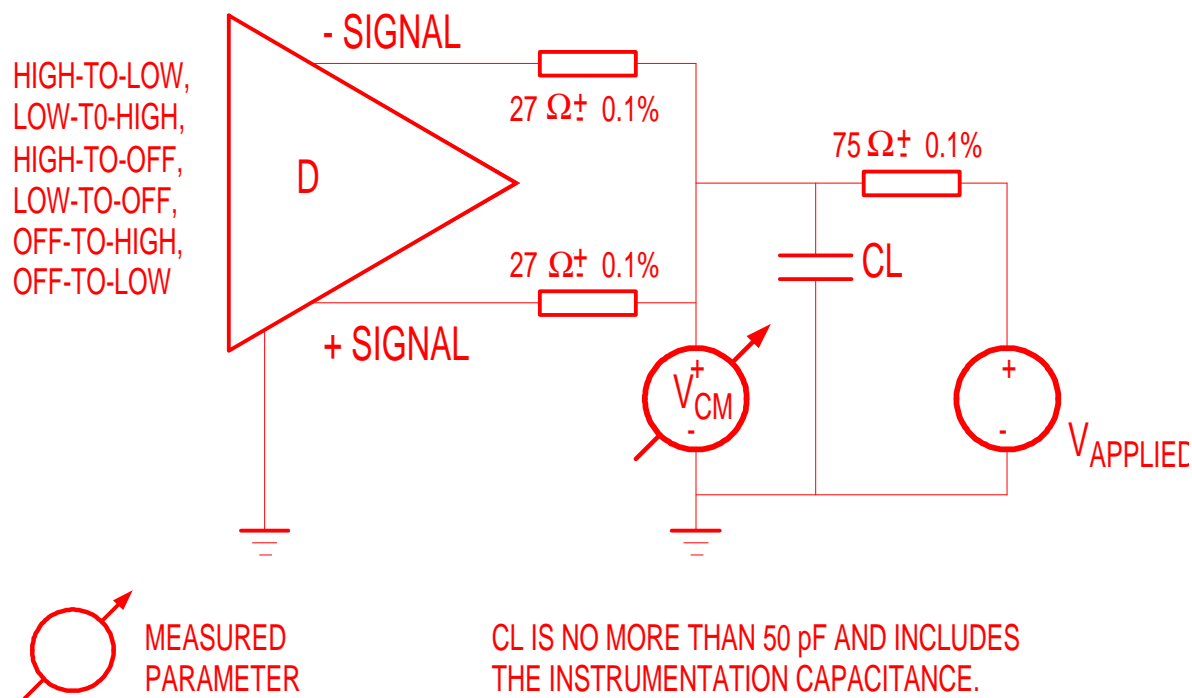 - SIGNAL
HIGH-TO-LOW,
LOW-T0-HIGH,
HIGH-TO-OFF,
LOW-TO-OFF,
OFF-TO-HIGH,
OFF-TO-LOW
D
27 Ω± 0.1%
75 Ω± 0.1%
27 Ω± 0.1%
CL
+ SIGNAL
+
VCM
-
+
-
VAPPLIED
MEASURED
PARAMETER
CL IS NO MORE THAN 50 pF AND INCLUDES
THE INSTRUMENTATION CAPACITANCE.